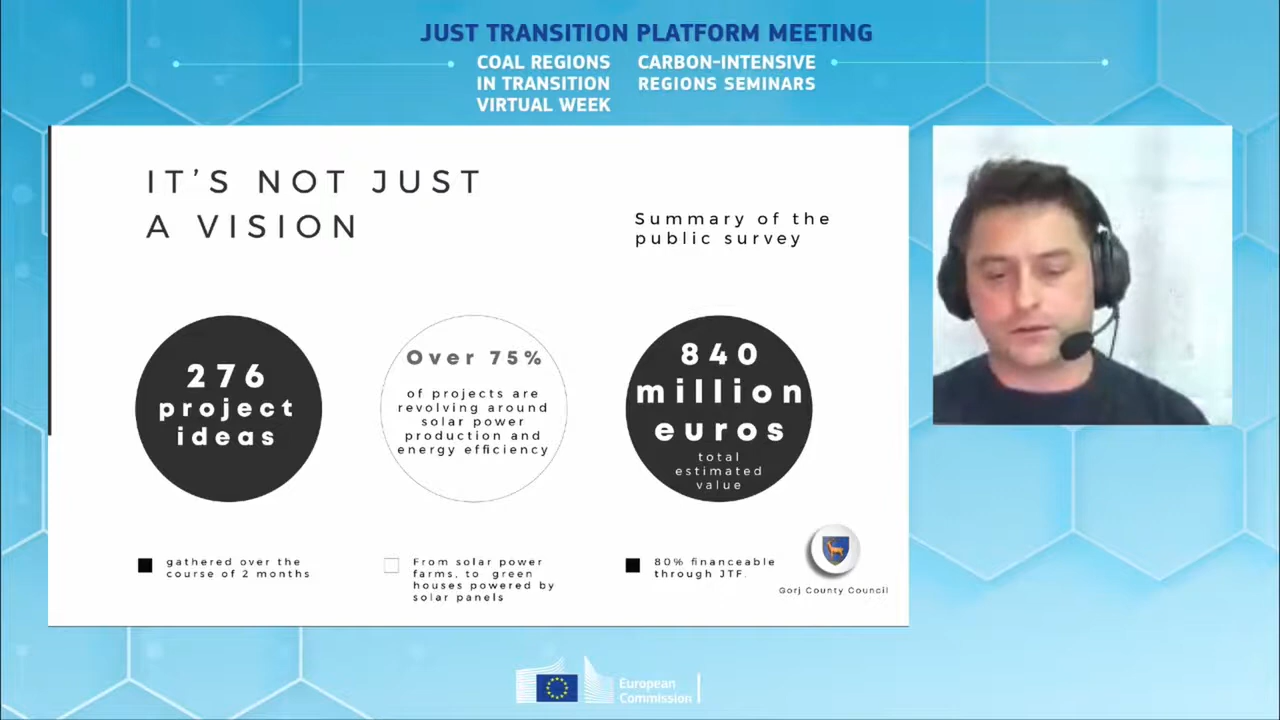 JUST TRANSITION PLATFORM MEETING
COAL REGIONS
IN TRANSITION
VIRTUAL WEEK
CARBON-INTENSIVE
REGIONS SEMINARS
IT'S NOT JUST
A VISION
Summary of the
public survey
276
project
ideas
Over 75%
of projects are
revolving around
solar power
production and
energy efficiency
840
million
euros
total
estimated
value
gathered over the
course of 2 months
From solar power
farms, to green
houses powered by
solar panels
80% financeable
through JTF.
Gorj County Council
European
Commission